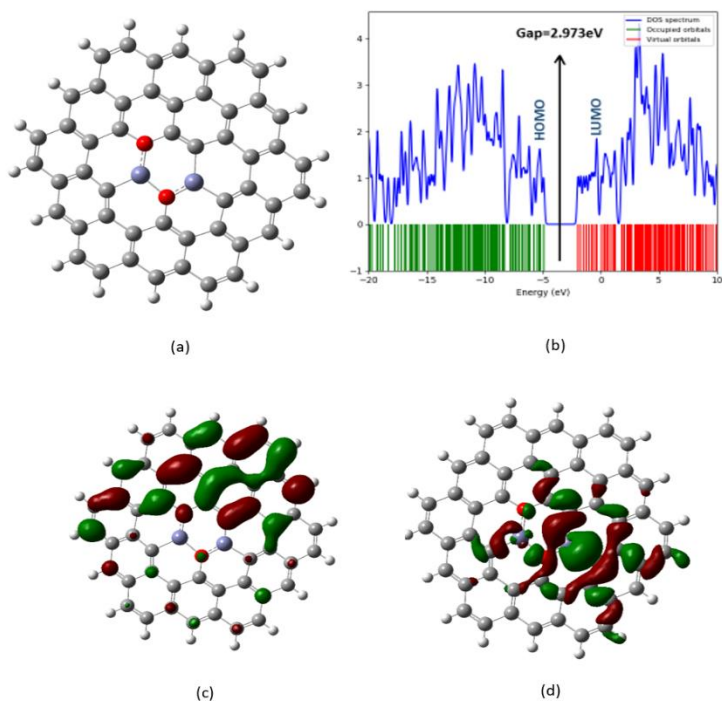 (a)
Gap=2.973eV
DOS spectrum
Occupied orbitals
Virtual orbitals
HOMO
LUMO
4
3
2
1
0
−1
−20
−15
−10
−5
0
5
10
Energy (eV)
(b)
(c)
(d)